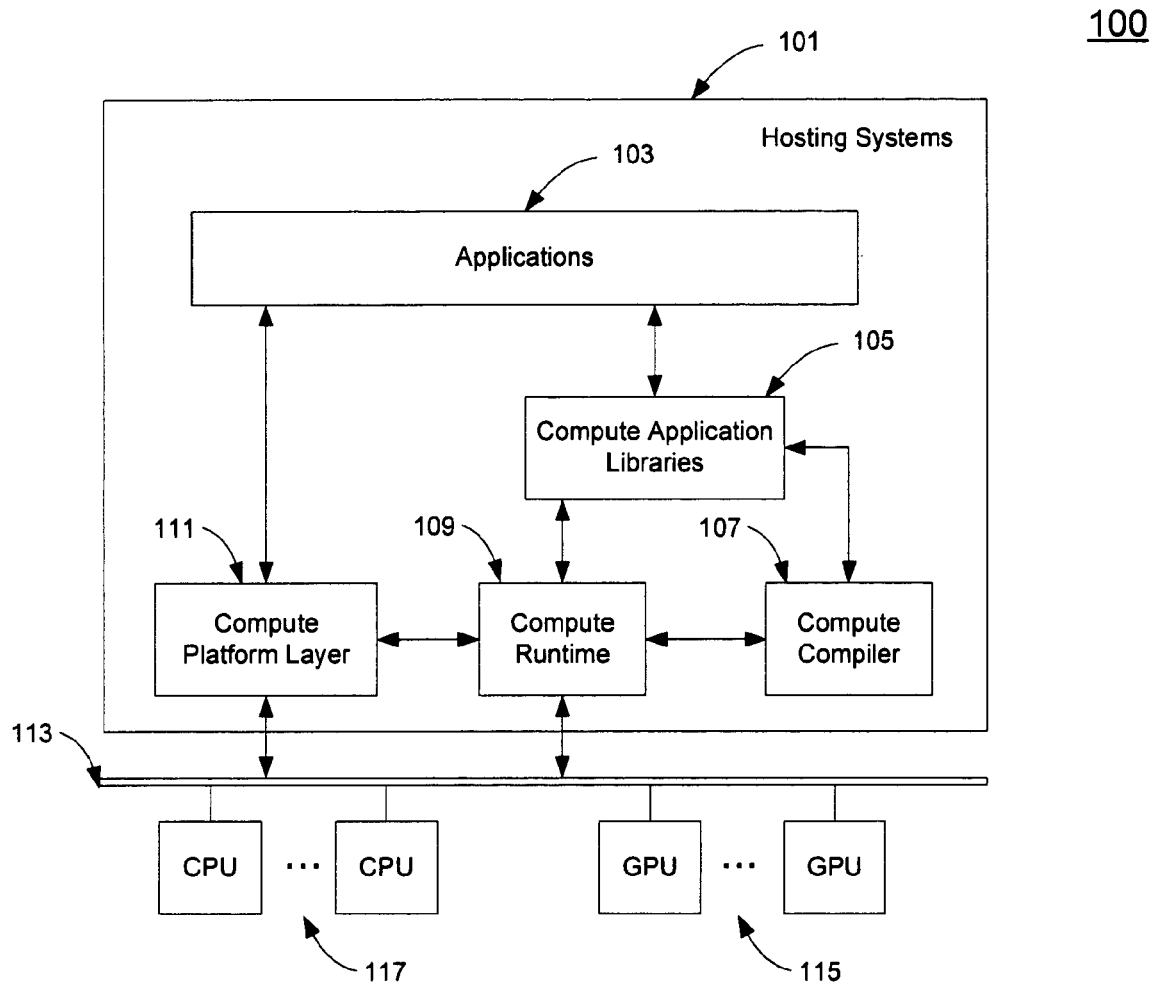 100
101
Hosting Systems
103
Applications
105
Compute Application
Libraries
111
109
107
Compute
Platform Layer
Compute
Runtime
Compute
Compiler
113
CPU
...
CPU
GPU
...
GPU
117
115